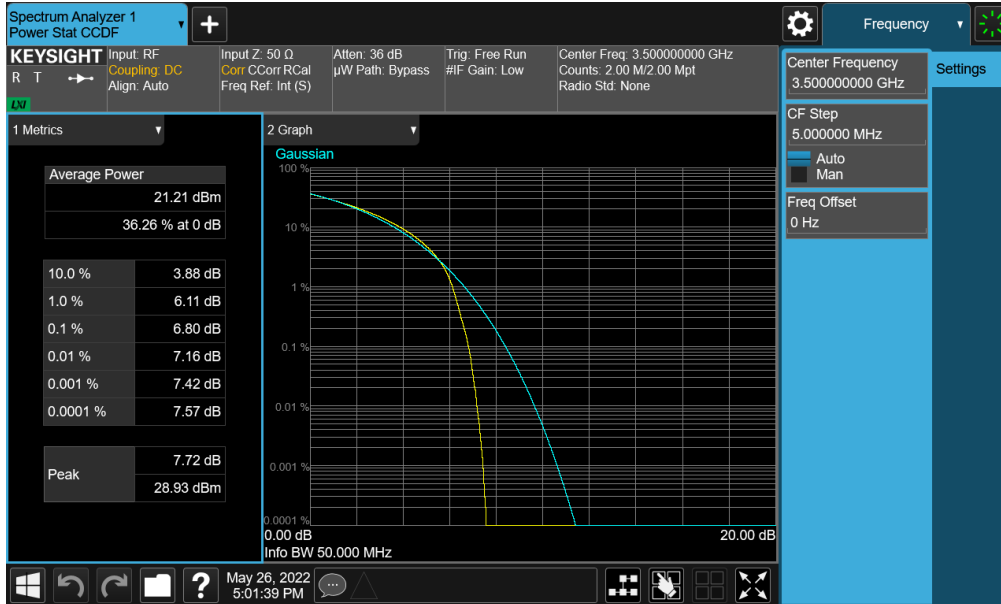 Spectrum Analyzer 1
Power Stat CCDF
Frequency
KEYSIGHT
R T
LXI
Input: RF
Coupling: DC
Align: Auto
Input Z: 50 Ω
Corr CCorr RCal
Freq Ref: Int (S)
Atten: 36 dB
µW Path: Bypass
Trig: Free Run
#IF Gain: Low
Center Freq: 3.500000000 GHz
Counts: 2.00 M/2.00 Mpt
Radio Std: None
Center Frequency
3.500000000 GHz
Settings
CF Step
5.000000 MHz
Auto
Man
Freq Offset
0 Hz
1 Metrics
Average Power
21.21 dBm
36.26 % at 0 dB
10.0 % 3.88 dB
1.0 % 6.11 dB
0.1 % 6.80 dB
0.01 % 7.16 dB
0.001 % 7.42 dB
0.0001 % 7.57 dB
Peak
7.72 dB
28.93 dBm
2 Graph
Gaussian
100 %
10 %
1 %
0.1 %
0.01 %
0.001 %
0.0001 %
0.00 dB 20.00 dB
Info BW 50.000 MHz
?
May 26, 2022
5:01:39 PM